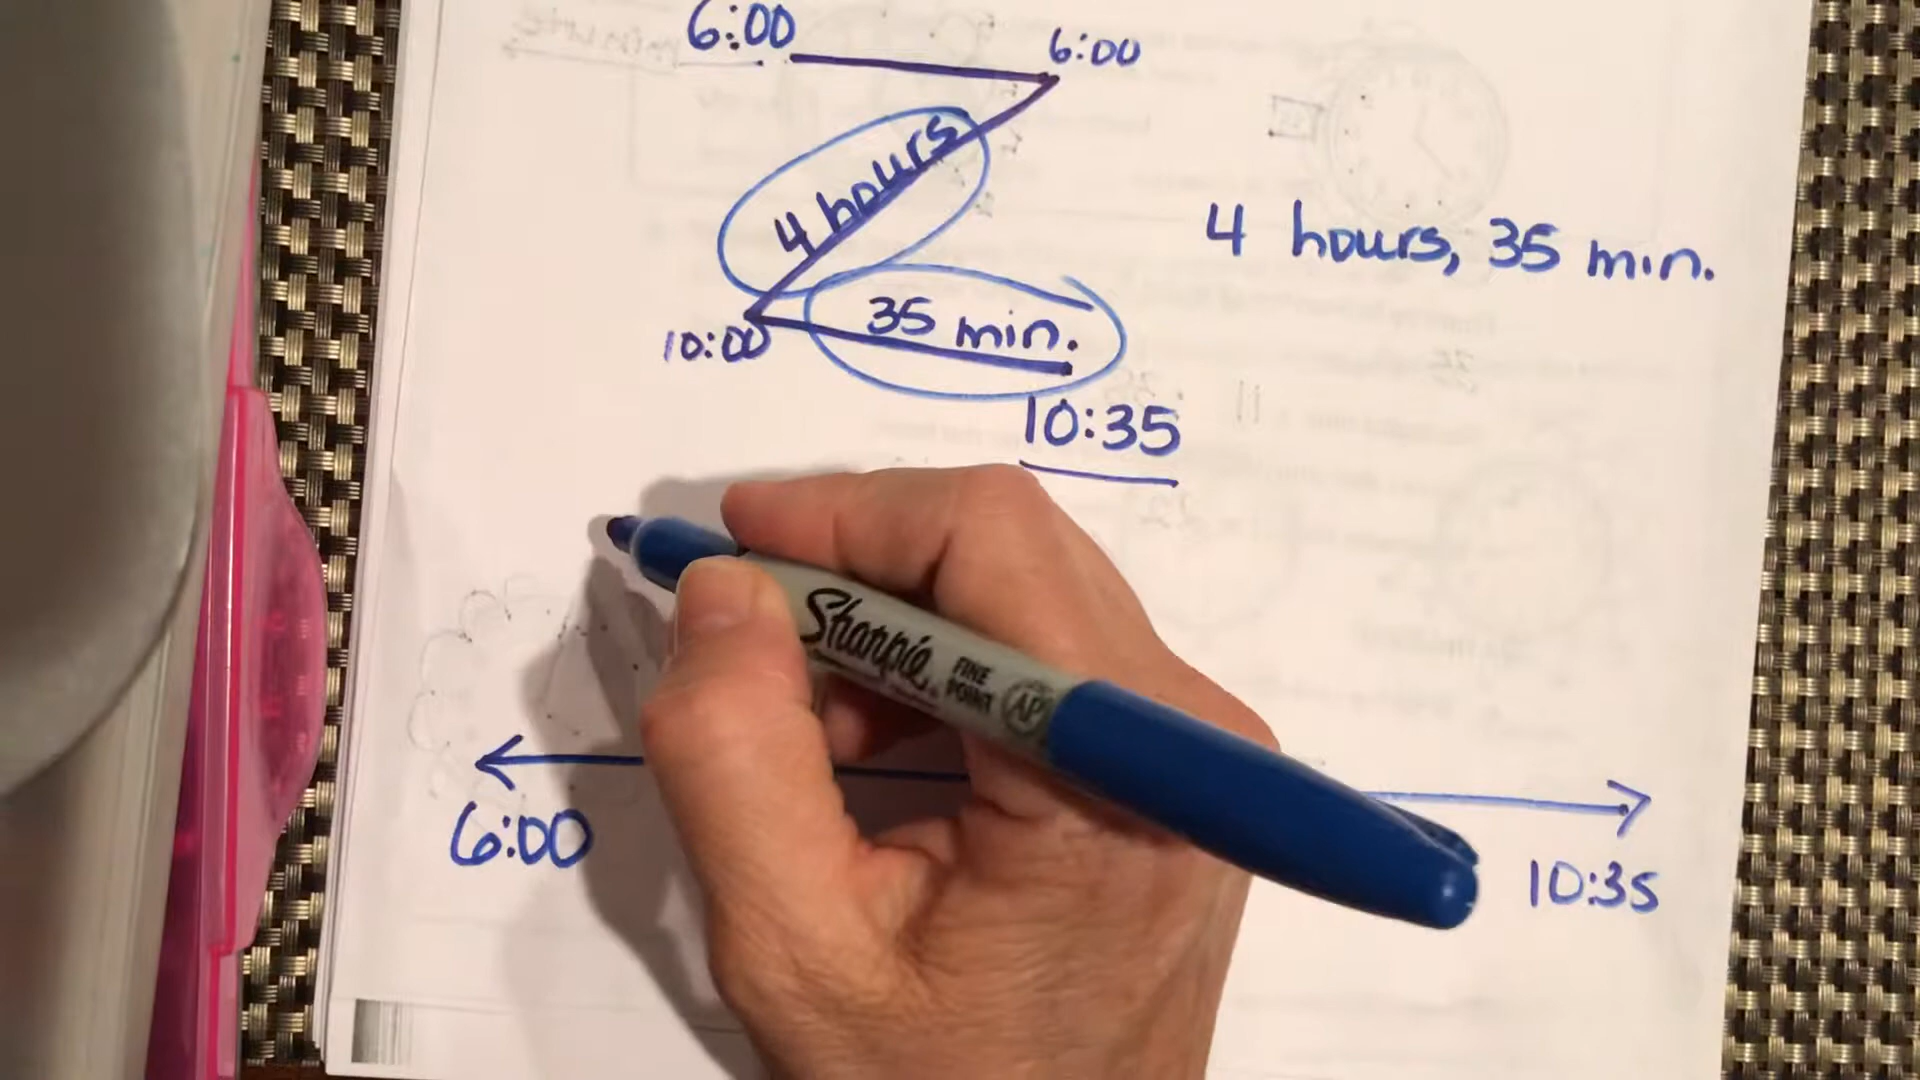 6:00
6:00
4 hours
4 hours, 35 min.
35 min.
10:00
10:35
Sharpie
FINE
POINT
AP
6:00
10:35